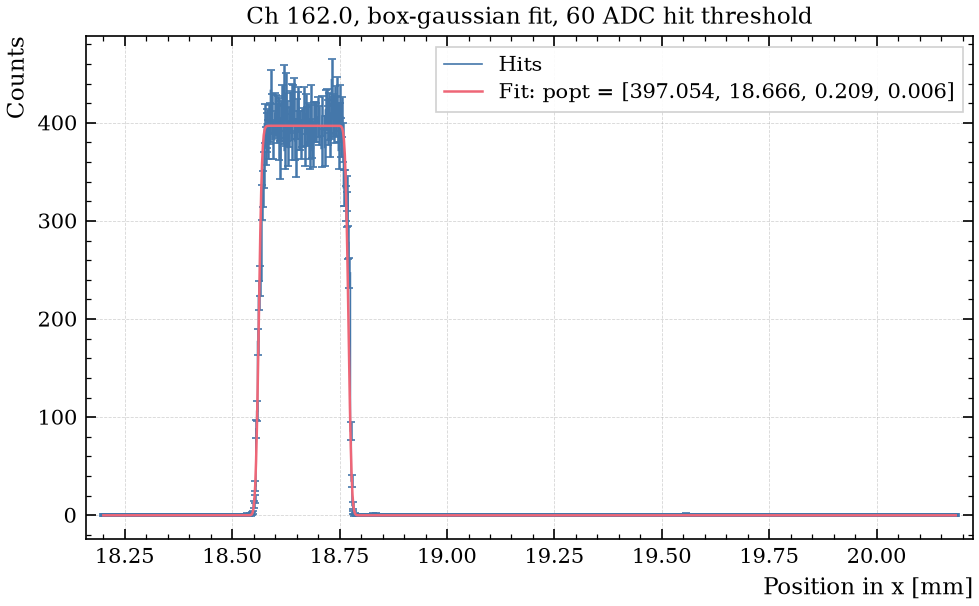 Ch 162.0, box-gaussian fit, 60 ADC hit threshold
Counts
Hits
Fit: popt = [397.054, 18.666, 0.209, 0.006]
400
300
200
100
0
18.25 18.50 18.75 19.00 19.25 19.50 19.75 20.00
Position in x [mm]